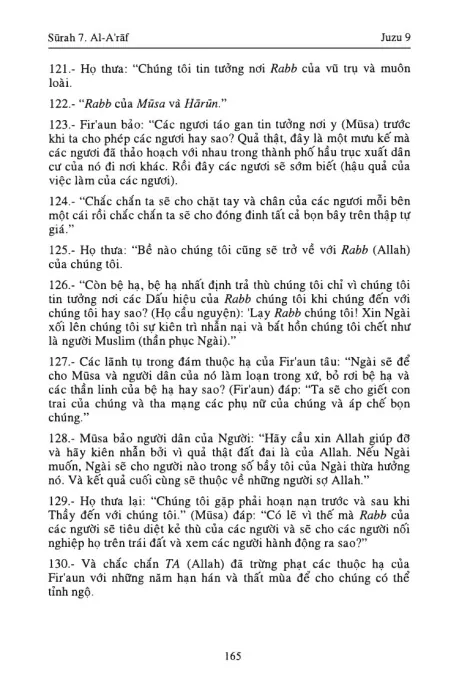 Sūrah 7. Al-A'rāf Juzu 9
121.- Họ thưa: “Chúng tôi tin tưởng nơi Rabb của vũ trụ và muôn
loài.
122.- “Rabb của Mūsa và Hārūn.”
123.- Fir'aun bảo: “Các ngươi táo gan tin tưởng nơi y (Mūsa) trước
khi ta cho phép các ngươi hay sao? Quả thật, đây là một mưu kế mà
các ngươi đã thảo hoạch với nhau trong thành phố hầu trục xuất dân
cư của nó đi nơi khác. Rồi đây các ngươi sẽ sớm biết (hậu quả của
việc làm của các ngươi).
124.- “Chắc chắn ta sẽ cho chặt tay và chân của các ngươi mỗi bên
một cái rồi chắc chắn ta sẽ cho đóng đinh tất cả bọn bây trên thập tự
giá.”
125.- Họ thưa: “Bề nào chúng tôi cũng sẽ trở về với Rabb (Allah)
của chúng tôi.
126.- “Còn bệ hạ, bệ hạ nhất định trả thù chúng tôi chỉ vì chúng tôi
tin tưởng nơi các Dấu hiệu của Rabb chúng tôi khi chúng đến với
chúng tôi hay sao? (Họ cầu nguyện): 'Lạy Rabb chúng tôi! Xin Ngài
xối lên chúng tôi sự kiên trì nhẫn nại và bắt hồn chúng tôi chết như
là người Muslim (thần phục Ngài).”
127.- Các lãnh tụ trong đám thuộc hạ của Fir'aun tâu: “Ngài sẽ để
cho Mūsa và người dân của nó làm loạn trong xứ, bỏ rơi bệ hạ và
các thần linh của bệ hạ hay sao? (Fir'aun) đáp: “Ta sẽ cho giết con
trai của chúng và tha mạng các phụ nữ của chúng và áp chế bọn
chúng.”
128.- Mūsa bảo người dân của Người: “Hãy cầu xin Allah giúp đỡ
và hãy kiên nhẫn bởi vì quả thật đất đai là của Allah. Nếu Ngài
muốn, Ngài sẽ cho người nào trong số bầy tôi của Ngài thừa hưởng
nó. Và kết quả cuối cùng sẽ thuộc về những người sợ Allah.”
129.- Họ thưa lại: “Chúng tôi gặp phải hoạn nạn trước và sau khi
Thầy đến với chúng tôi.” (Mūsa) đáp: “Có lẽ vì thế mà Rabb của
các người sẽ tiêu diệt kẻ thù của các người và sẽ cho các người nối
nghiệp họ trên trái đất và xem các người hành động ra sao?”
130.- Và chắc chắn TA (Allah) đã trừng phạt các thuộc hạ của
Fir'aun với những năm hạn hán và thất mùa để cho chúng có thể
tỉnh ngộ.
165